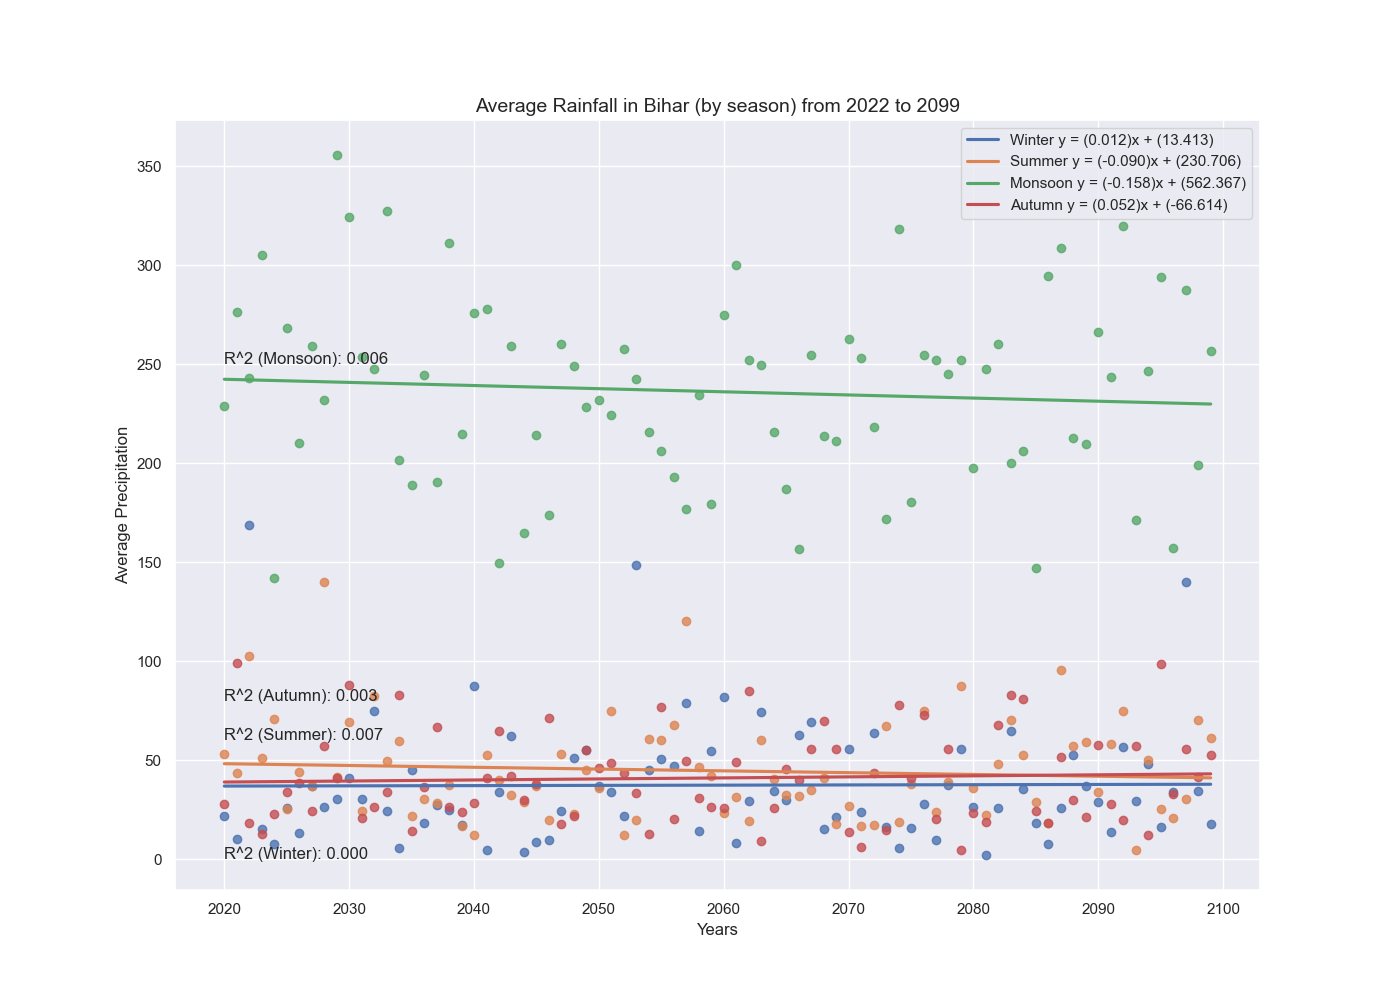 Average Rainfall in Bihar (by season) from 2022 to 2099
Winter y = (0.012)x + (13.413)
Summer y = (-0.090)x + (230.706)
Monsoon y = (-0.158)x + (562.367)
Autumn y = (0.052)x + (-66.614)
350
300
250
200
150
100
50
0
Average Precipitation
R^2 (Monsoon): 0.006
R^2 (Autumn): 0.003
R^2 (Summer): 0.007
R^2 (Winter): 0.000
2020 2030 2040 2050 2060 2070 2080 2090 2100
Years